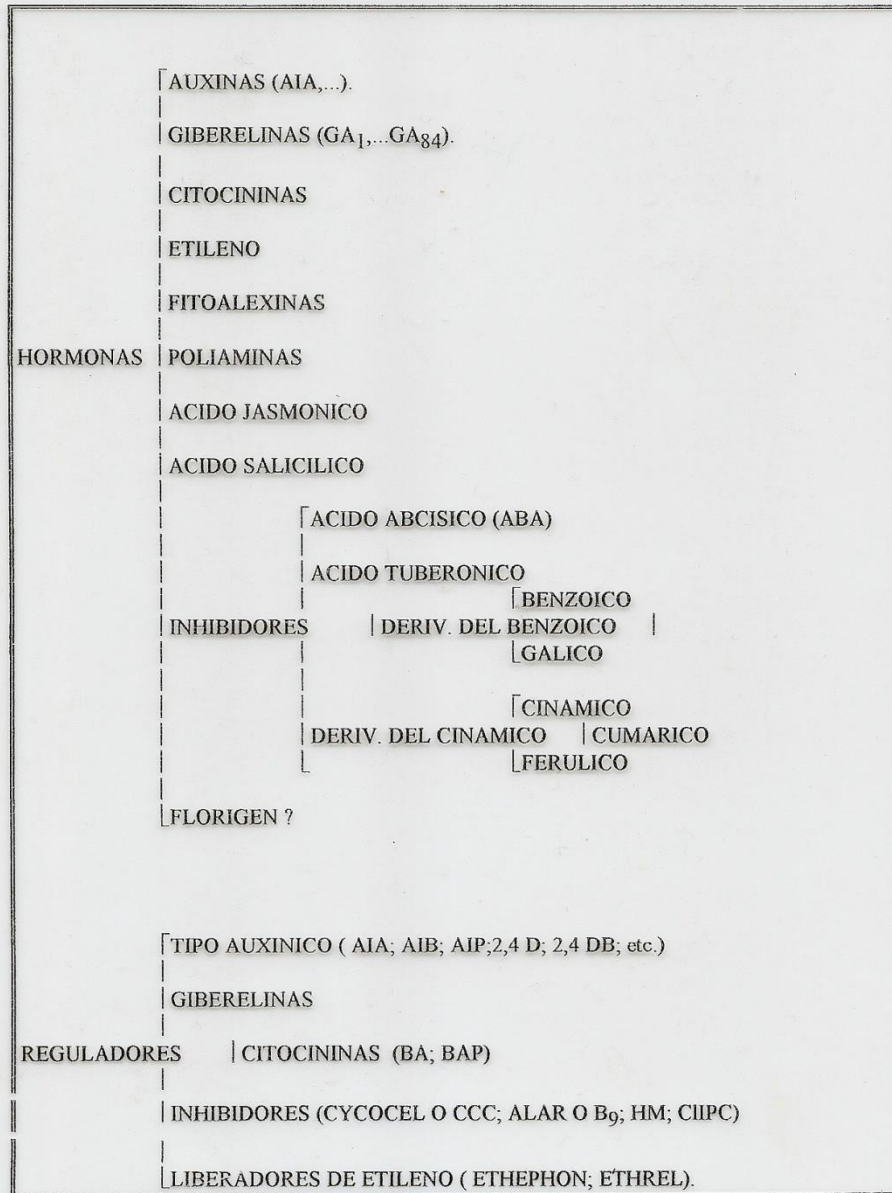 AUXINAS (AIA,...).
GIBERELINAS (GA1,...GA84).
CITOCININAS
ETILENO
FITOALEXINAS
HORMONAS POLIAMINAS
ACIDO JASMONICO
ACIDO SALICILICO
ACIDO ABCISICO (ABA)
ACIDO TUBERONICO
BENZOICO
INHIBIDORES DERIV. DEL BENZOICO
GALICO
CINAMICO
DERIV. DEL CINAMICO CUMARICO
FERULICO
FLORIGEN ?
TIPO AUXINICO ( AIA; AIB; AIP;2,4 D; 2,4 DB; etc.)
GIBERELINAS
REGULADORES CITOCININAS (BA; BAP)
INHIBIDORES (CYCOCEL O CCC; ALAR O B9; HM; CIIPC)
LIBERADORES DE ETILENO ( ETHEPHON; ETHREL).